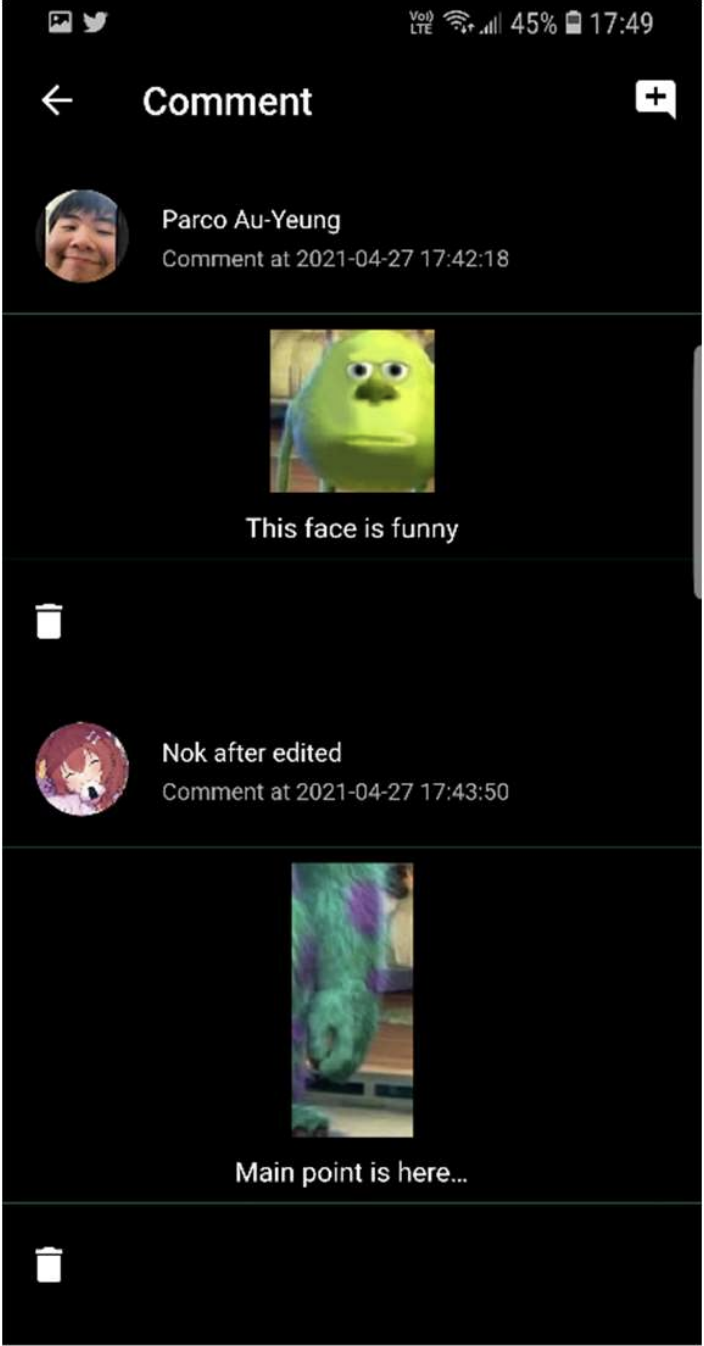 Vo) LTE 45% 17:49
Comment
Parco Au-Yeung
Comment at 2021-04-27 17:42:18
This face is funny
Nok after edited
Comment at 2021-04-27 17:43:50
Main point is here...